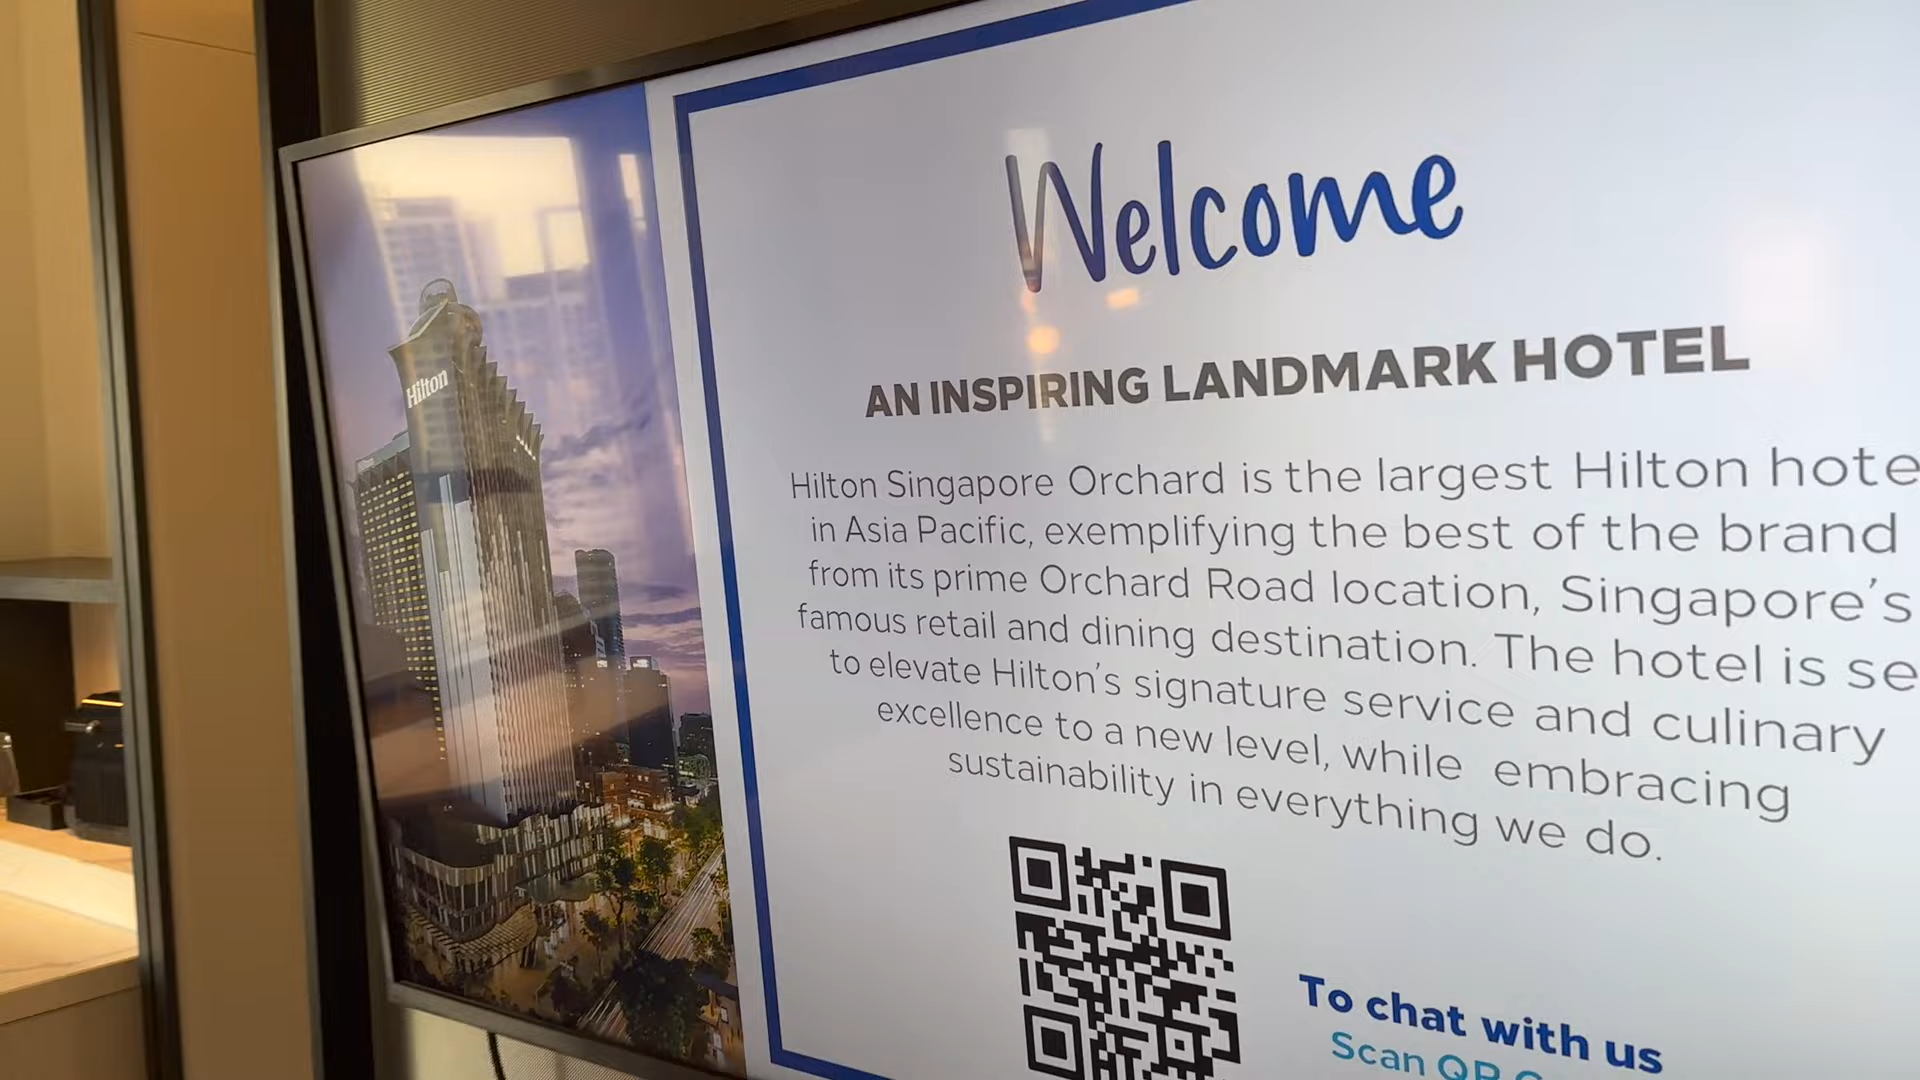 Hilton
Welcome
AN INSPIRING LANDMARK HOTEL
Hilton Singapore Orchard is the largest Hilton hote
in Asia Pacific, exemplifying the best of the brand
from its prime Orchard Road location, Singapore's
famous retail and dining destination. The hotel is se
to elevate Hilton's signature service and culinary
excellence to a new level, while embracing
sustainability in everything we do.
To chat with us
Scan QR